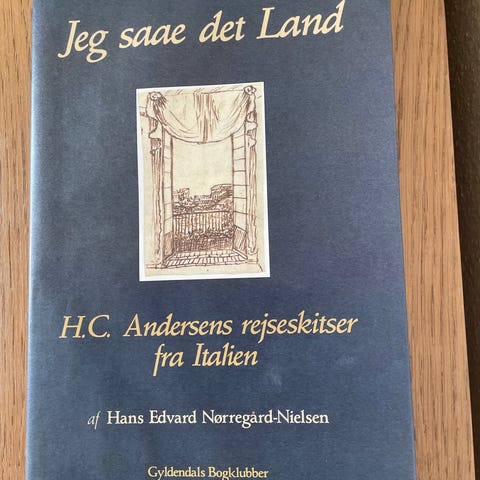 Jeg saae det Land
H.C. Andersens rejseskitser
fra Italien
af Hans Edvard Nørregård-Nielsen
Gyldendals Bogklubber